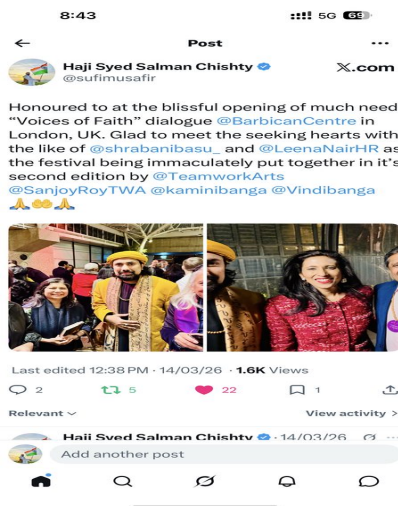 8:43
5G 69
Post
Haji Syed Salman Chishty
X.com
@sufimusafir
Honoured to at the blissful opening of much need
“Voices of Faith” dialogue @BarbicanCentre in
London, UK. Glad to meet the seeking hearts with
the like of @shrabanibasu_ and @LeenaNairHR as
the festival being immaculately put together in it’s
second edition by @TeamworkArts
@SanjoyRoyTWA @kaminibanga @Vindibanga
🙏🤲🙏
Last edited 12:38 PM · 14/03/26 · 1.6K Views
2 5 22 1
Relevant
View activity >
Haji Syed Salman Chishty · 14/03/26
Add another post